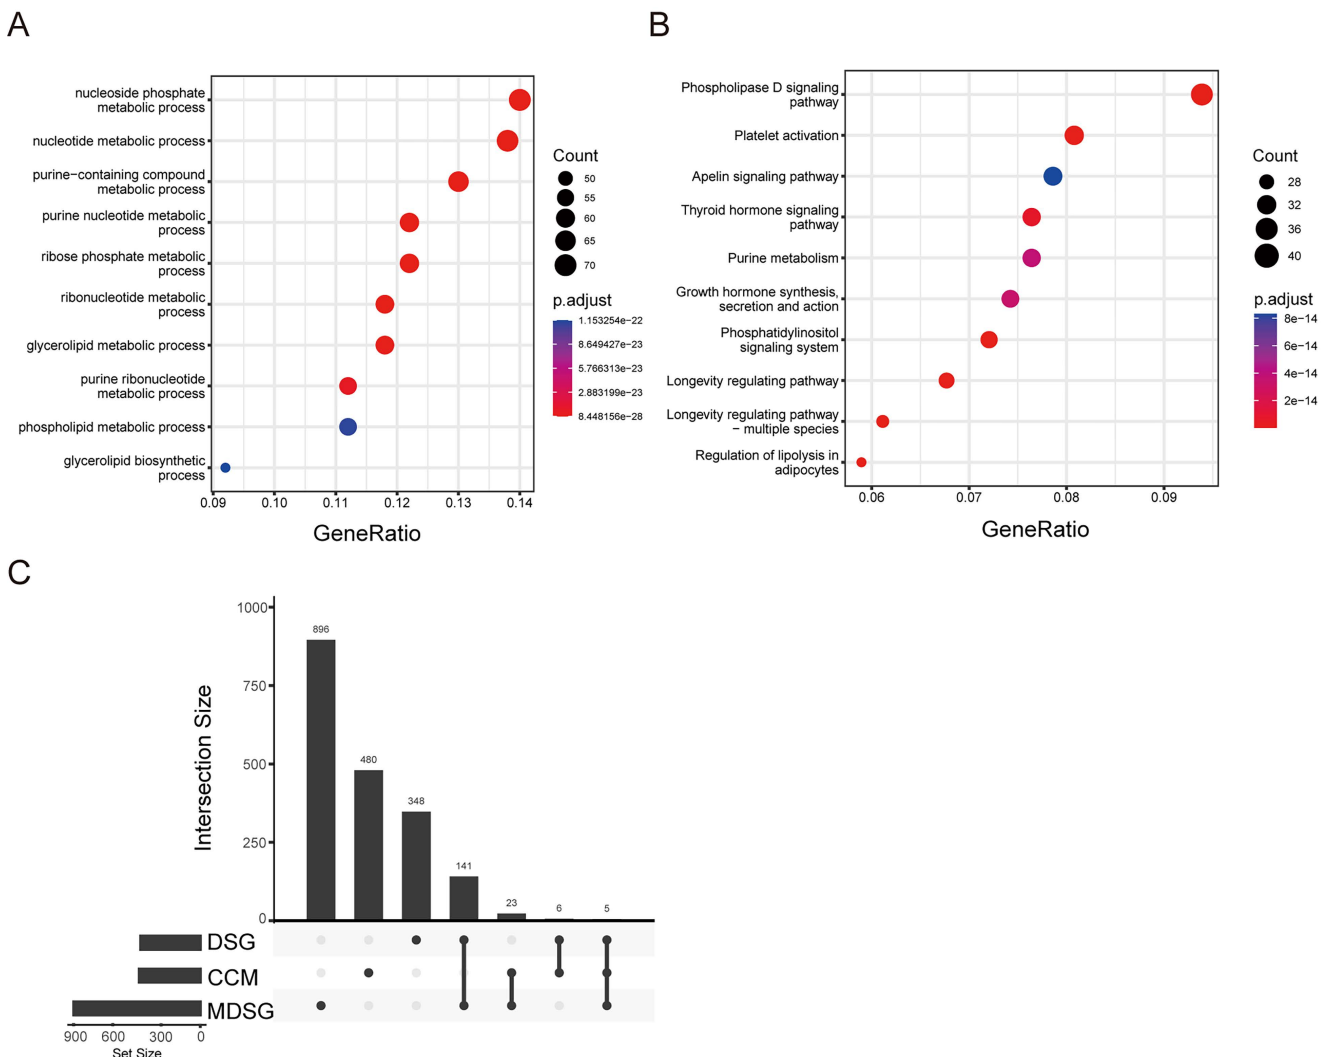 A
nucleoside phosphate
metabolic process
nucleotide metabolic process
purine−containing compound
metabolic process
purine nucleotide metabolic
process
ribose phosphate metabolic
process
ribonucleotide metabolic
process
glycerolipid metabolic process
purine ribonucleotide
metabolic process
phospholipid metabolic process
glycerolipid biosynthetic
process
0.09 0.10 0.11 0.12 0.13 0.14
GeneRatio
Count
50
55
60
65
70
p.adjust
1.153254e−22
8.649427e−23
5.766313e−23
2.883199e−23
8.448156e−28
B
Phospholipase D signaling
pathway
Platelet activation
Apelin signaling pathway
Thyroid hormone signaling
pathway
Purine metabolism
Growth hormone synthesis,
secretion and action
Phosphatidylinositol
signaling system
Longevity regulating pathway
Longevity regulating pathway
− multiple species
Regulation of lipolysis in
adipocytes
0.06 0.07 0.08 0.09
GeneRatio
Count
28
32
36
40
p.adjust
8e−14
6e−14
4e−14
2e−14
C
Intersection Size
1000
750
500
250
0
896
480
348
141
23
6
5
DSG
CCM
MDSG
900 600 300 0
Set Size